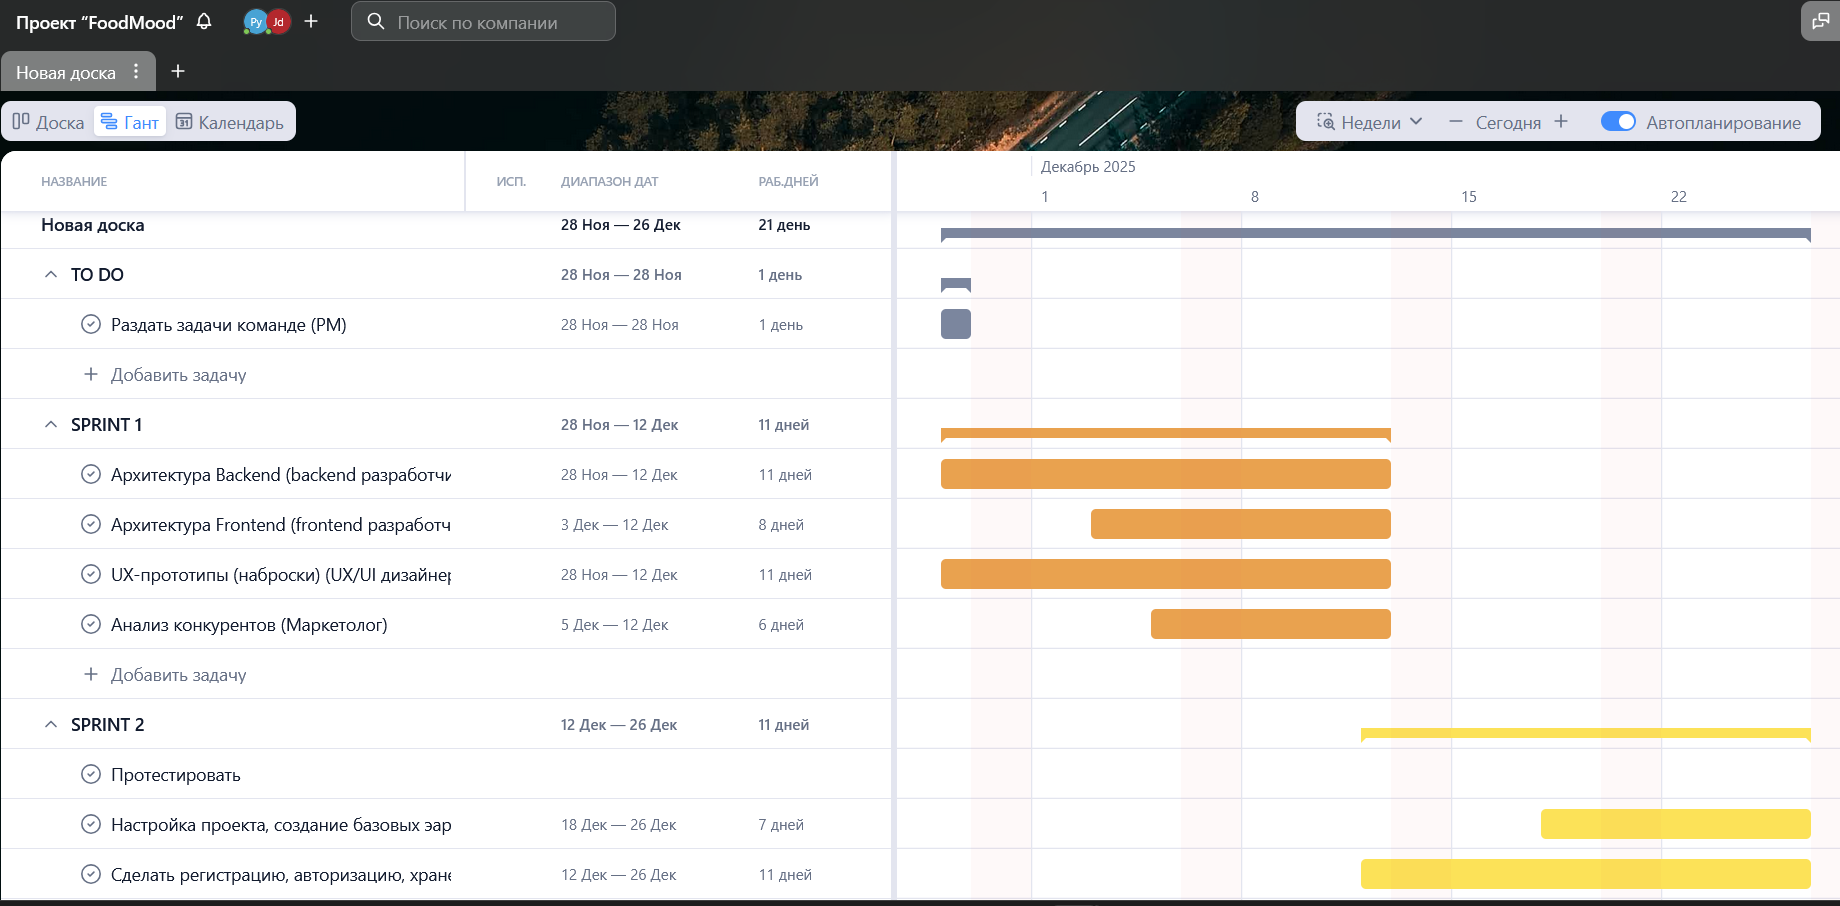 Проект “FoodMood”
Py Jd
Поиск по компании
Новая доска
Доска Гант 31 Календарь
Недели Сегодня Автопланирование
НАЗВАНИЕ ИСП. ДИАПАЗОН ДАТ РАБ.ДНЕЙ
Декабрь 2025
1 8 15 22
Новая доска 28 Ноя — 26 Дек 21 день
TO DO 28 Ноя — 28 Ноя 1 день
Раздать задачи команде (PM) 28 Ноя — 28 Ноя 1 день
Добавить задачу
SPRINT 1 28 Ноя — 12 Дек 11 дней
Архитектура Backend (backend разработчи 28 Ноя — 12 Дек 11 дней
Архитектура Frontend (frontend разработч 3 Дек — 12 Дек 8 дней
UX-прототипы (наброски) (UX/UI дизайнер 28 Ноя — 12 Дек 11 дней
Анализ конкурентов (Маркетолог) 5 Дек — 12 Дек 6 дней
Добавить задачу
SPRINT 2 12 Дек — 26 Дек 11 дней
Протестировать
Настройка проекта, создание базовых эар 18 Дек — 26 Дек 7 дней
Сделать регистрацию, авторизацию, хране 12 Дек — 26 Дек 11 дней